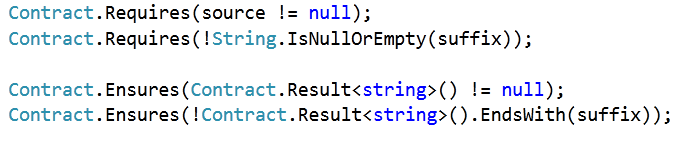 Contract.Requires(source != null);
Contract.Requires(!String.IsNullOrEmpty(suffix));
Contract.Ensures(Contract.Result<string>() != null);
Contract.Ensures(!Contract.Result<string>().EndsWith(suffix));